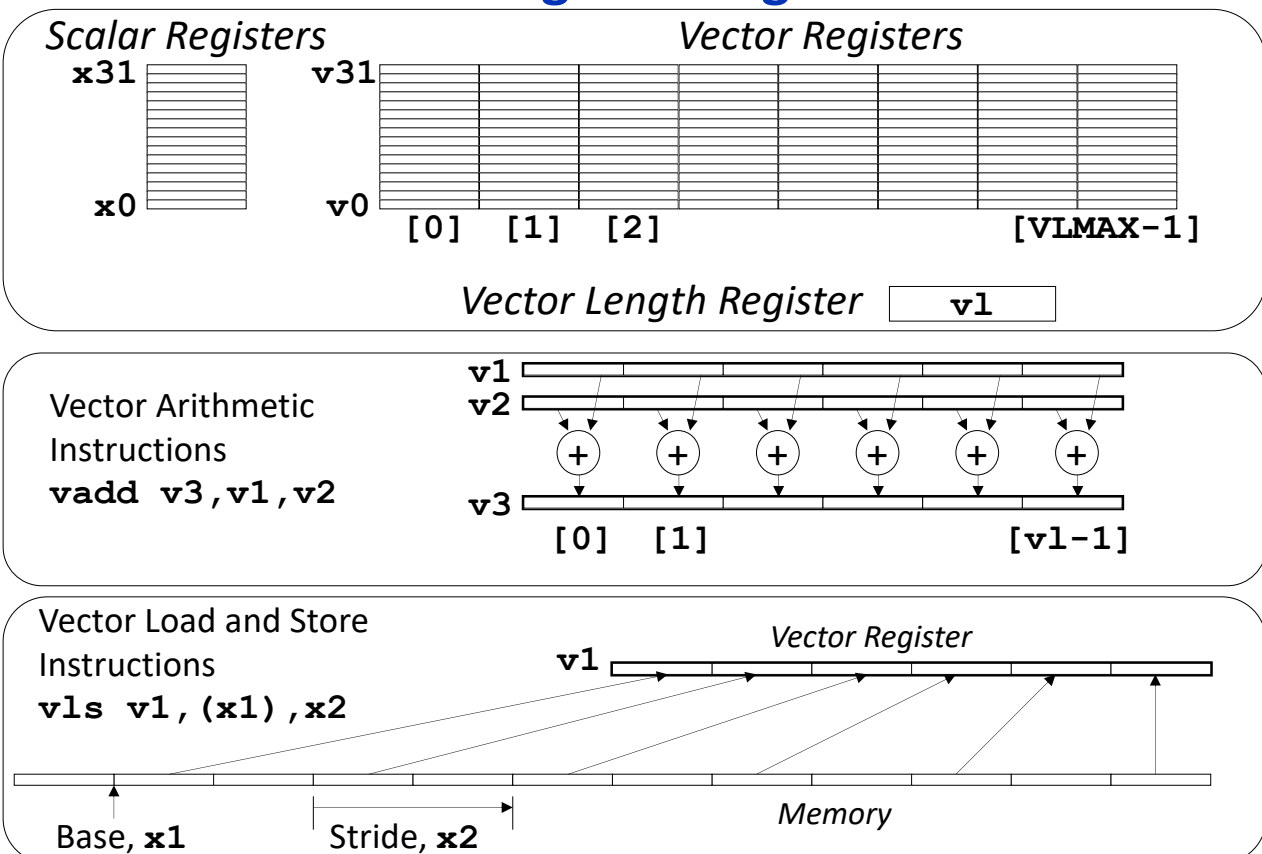 Scalar Registers Vector Registers
x31 v31
x0 v0
[0] [1] [2] [VLMAX-1]
Vector Length Register vl
v1
Vector Arithmetic
v2
Instructions
+ + + + + +
vadd v3,v1,v2
v3
[0] [1] [vl-1]
Vector Load and Store
Vector Register
Instructions
v1
vls v1,(x1),x2
Memory
Base, x1 Stride, x2